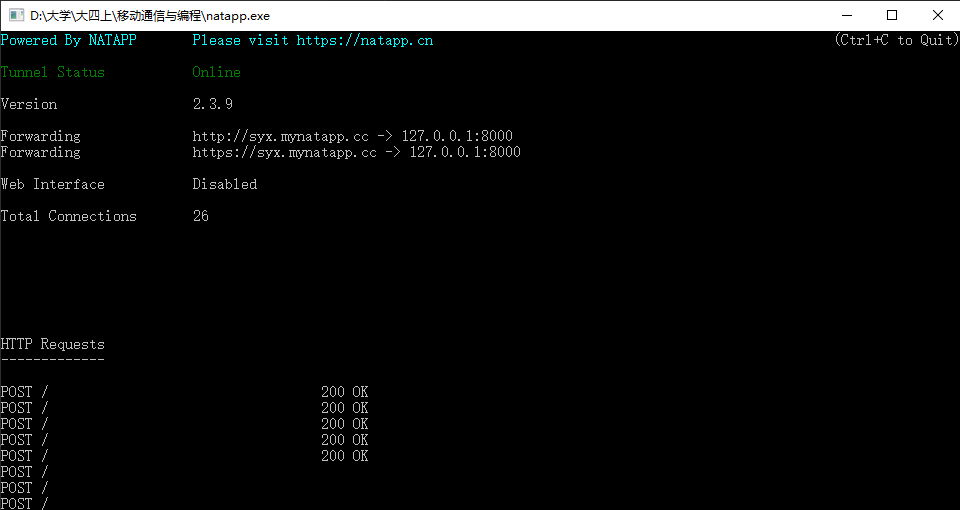 D:\大学\大四上\移动通信与编程\natapp.exe
Powered By NATAPP Please visit https://natapp.cn (Ctrl+C to Quit)
Tunnel Status Online
Version 2.3.9
Forwarding http://syx.mynatapp.cc -> 127.0.0.1:8000
Forwarding https://syx.mynatapp.cc -> 127.0.0.1:8000
Web Interface Disabled
Total Connections 26
HTTP Requests
-------------
POST / 200 OK
POST / 200 OK
POST / 200 OK
POST / 200 OK
POST / 200 OK
POST /
POST /
POST /